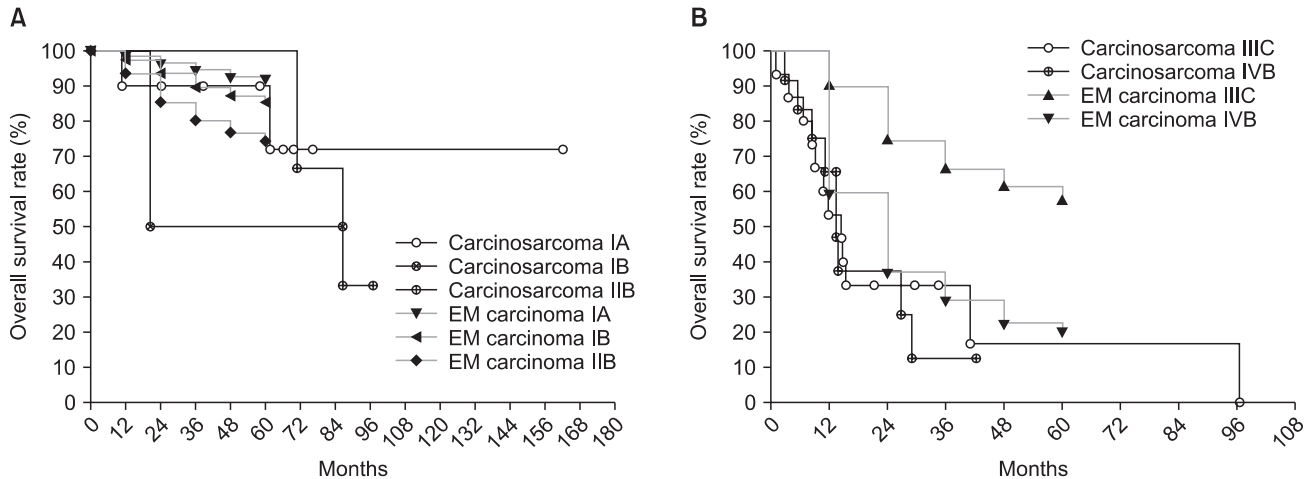 A
Overall survival rate (%)
100
90
80
70
60
50
40
30
20
10
0
Carcinosarcoma IA
Carcinosarcoma IB
Carcinosarcoma IIB
EM carcinoma IA
EM carcinoma IB
EM carcinoma IIB
0 12 24 36 48 60 72 84 96 108 120 132 144 156 168 180
Months
B
Overall survival rate (%)
100
90
80
70
60
50
40
30
20
10
0
Carcinosarcoma IIIC
Carcinosarcoma IVB
EM carcinoma IIIC
EM carcinoma IVB
0 12 24 36 48 60 72 84 96 108
Months